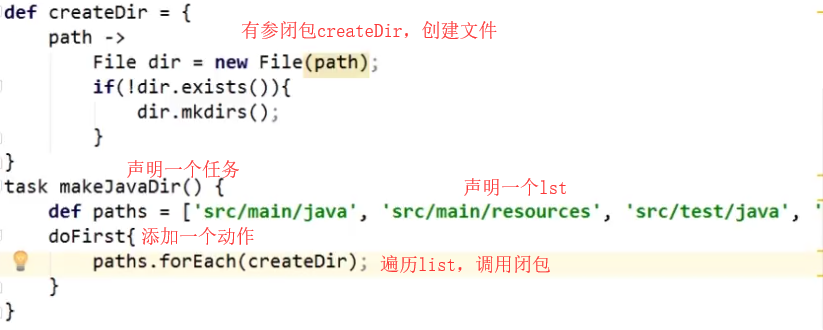 def createDir = {
有参闭包createDir，创建文件
path ->
File dir = new File(path);
if(!dir.exists()){
dir.mkdirs();
}
}
声明一个任务
声明一个lst
task makeJavaDir() {
def paths = ['src/main/java', 'src/main/resources', 'src/test/java', '
doFirst{ 添加一个动作
paths.forEach(createDir); 遍历list，调用闭包
}
}